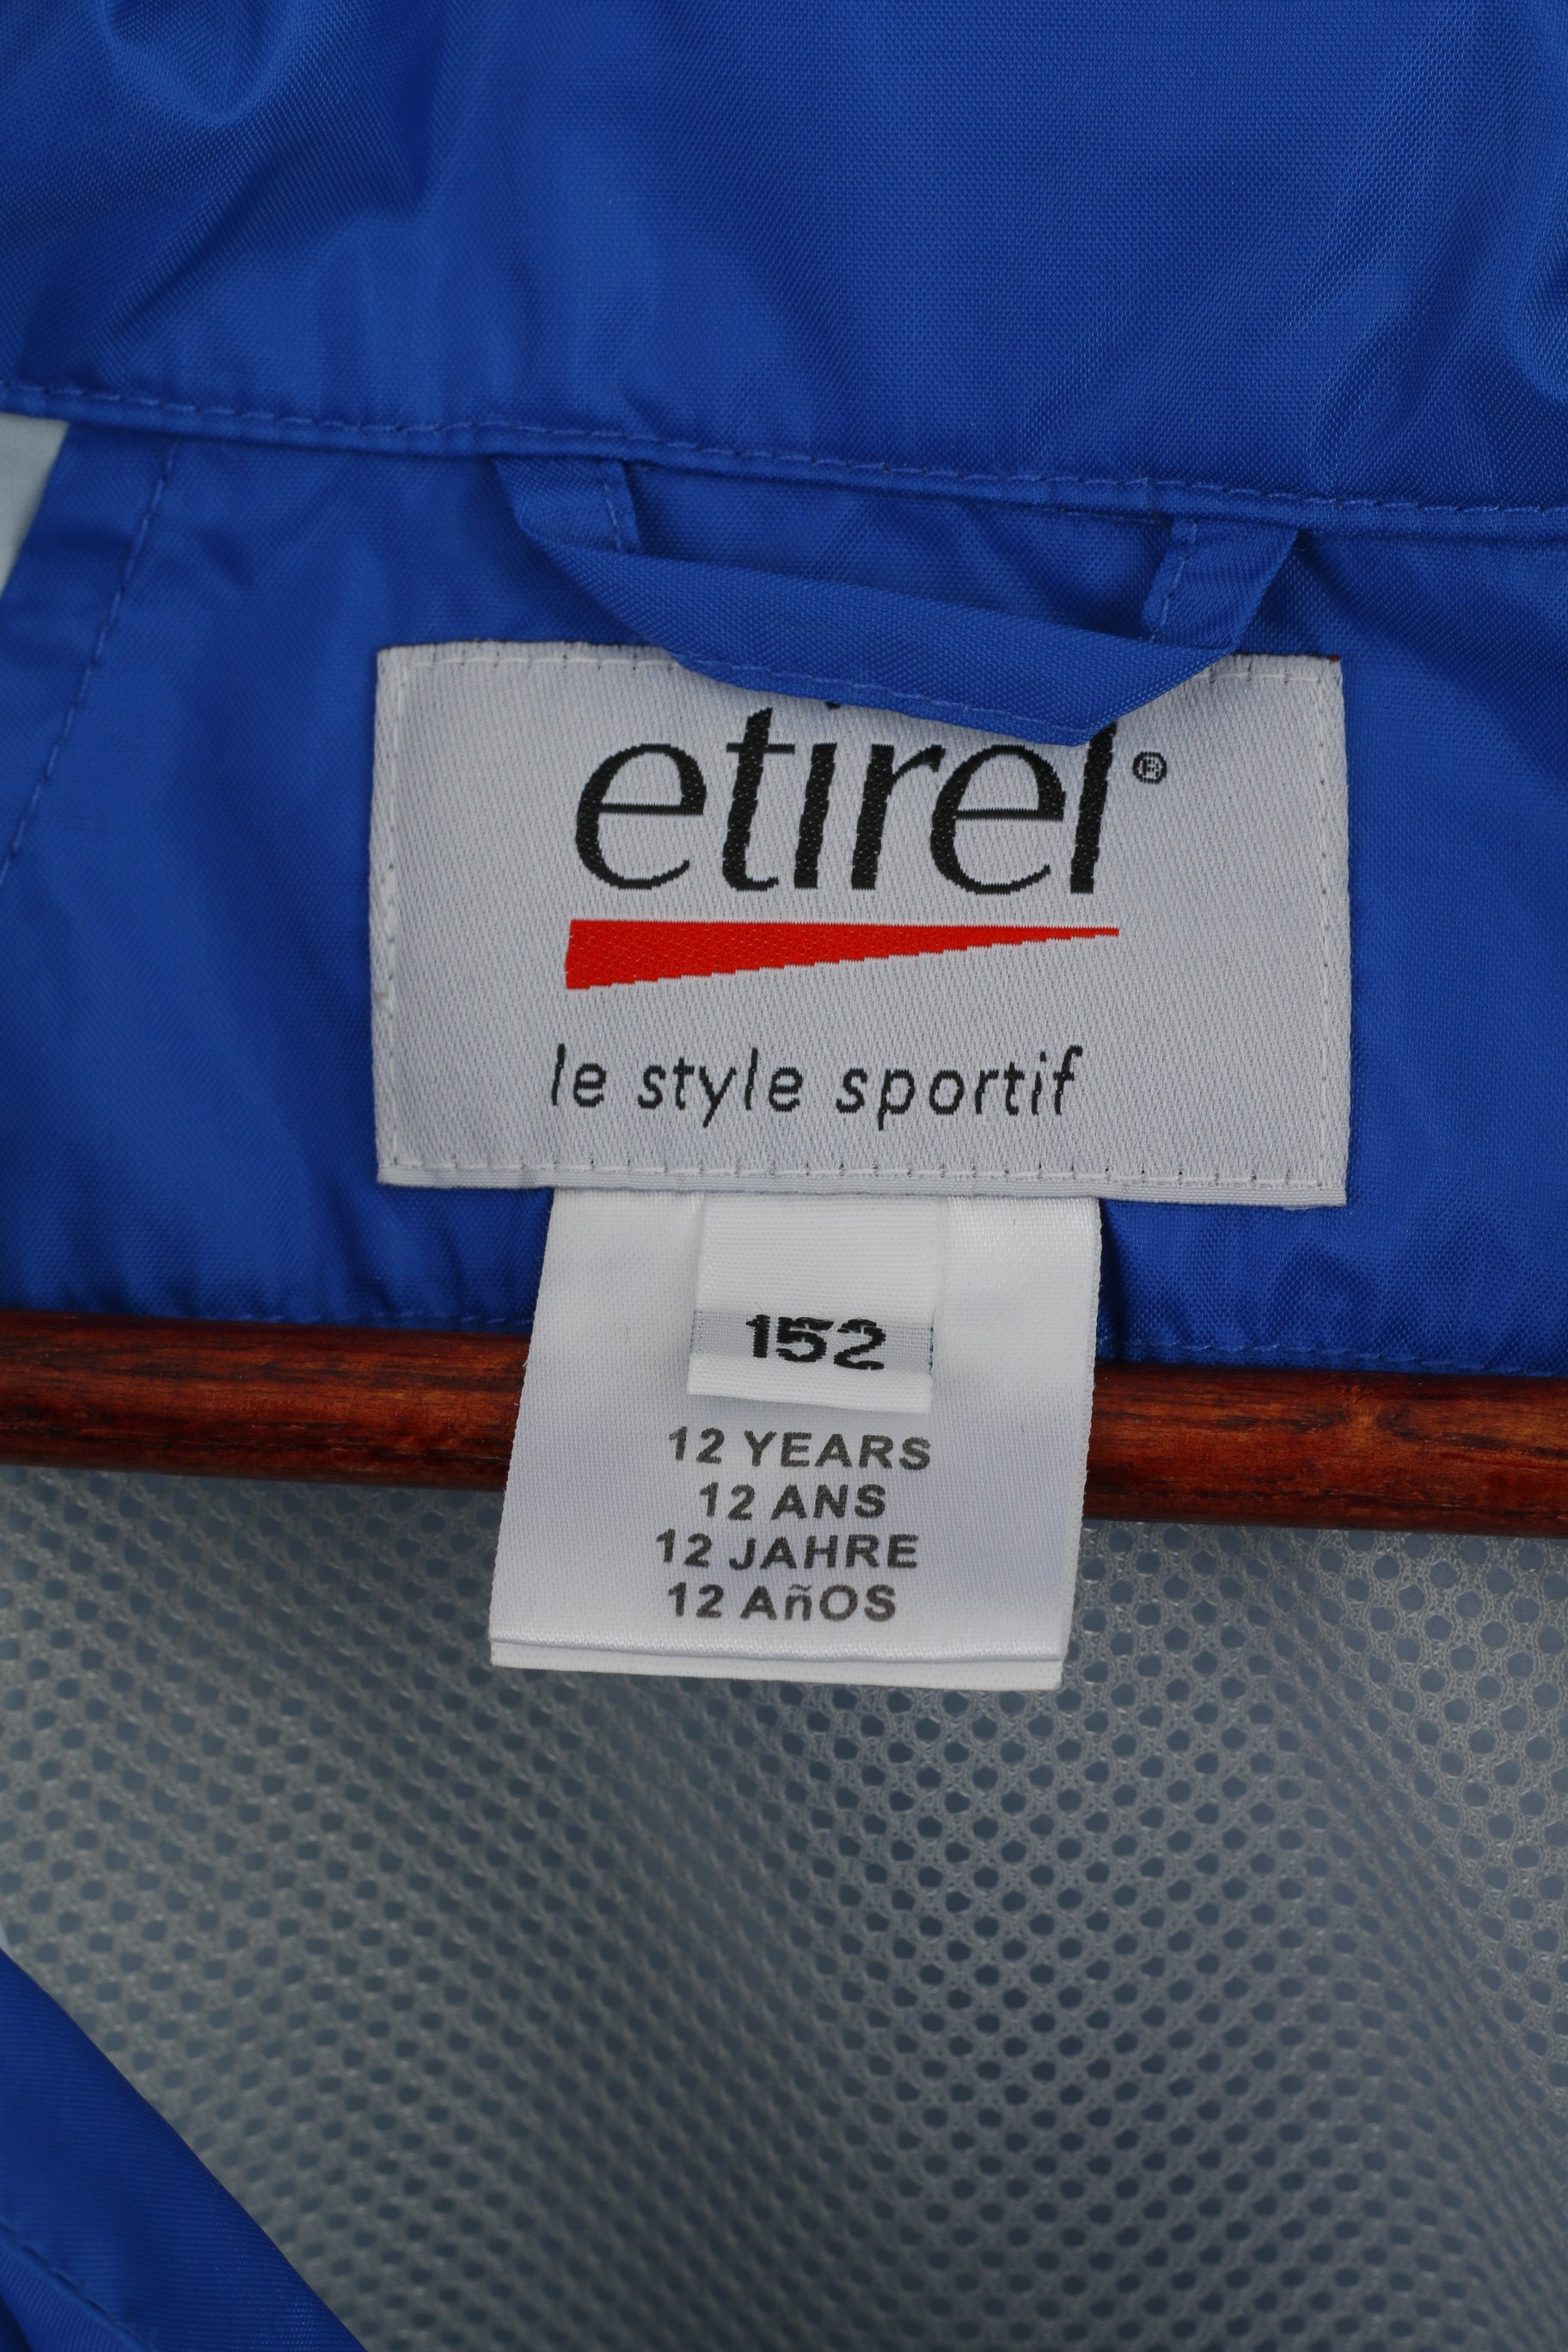 etirel®
le style sportif
152
12 YEARS
12 ANS
12 JAHRE
12 AñOS